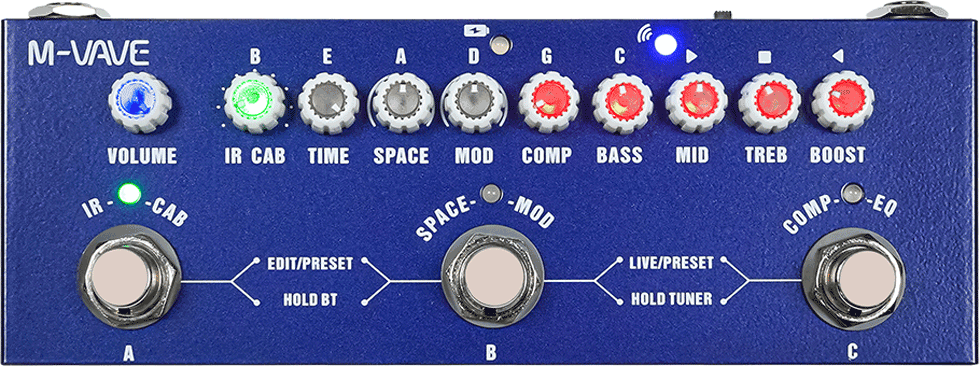 M-VAVE
B E A D G C
VOLUME IR CAB TIME SPACE MOD COMP BASS MID TREB BOOST
IR - - CAB
SPACE- -MOD
COMP- -EQ
EDIT/PRESET
HOLD BT
LIVE/PRESET
HOLD TUNER
A B C